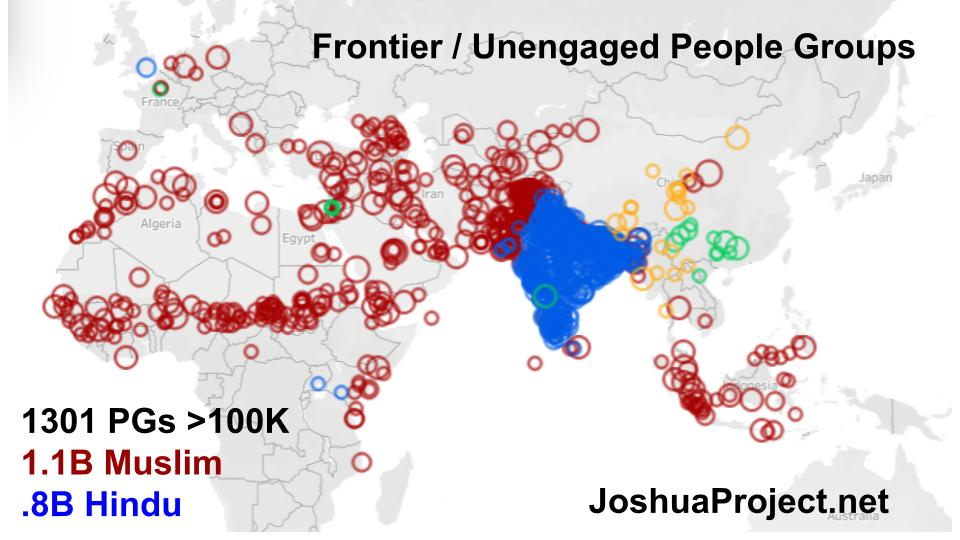 Frontier / Unengaged People Groups
France
Spain
Iran
China
Japan
Algeria
Egypt
Indonesia
1301 PGs >100K
1.1B Muslim
.8B Hindu
JoshuaProject.net
Australia